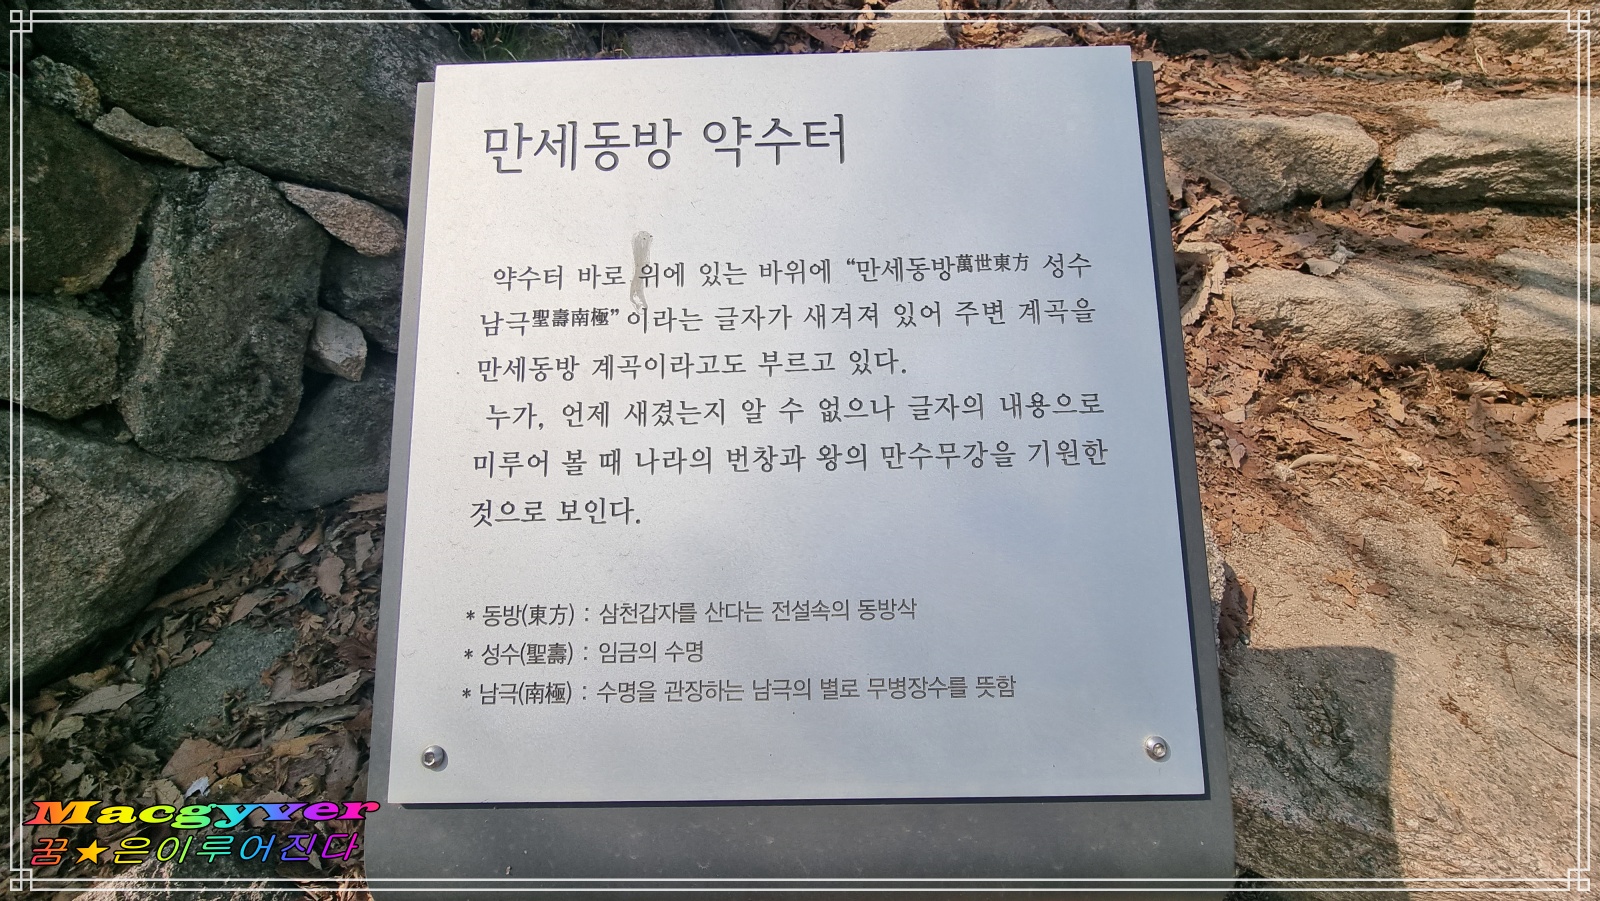 만세동방 약수터
약수터 바로 위에 있는 바위에 “만세동방萬世東方 성수
남극聖壽南極”이라는 글자가 새겨져 있어 주변 계곡을
만세동방 계곡이라고도 부르고 있다.
누가, 언제 새겼는지 알 수 없으나 글자의 내용으로
미루어 볼 때 나라의 번창과 왕의 만수무강을 기원한
것으로 보인다.
* 동방(東方) : 삼천갑자를 산다는 전설속의 동방삭
* 성수(聖壽) : 임금의 수명
* 남극(南極) : 수명을 관장하는 남극의 별로 무병장수를 뜻함
Macgyver
꿈★은이루어진다